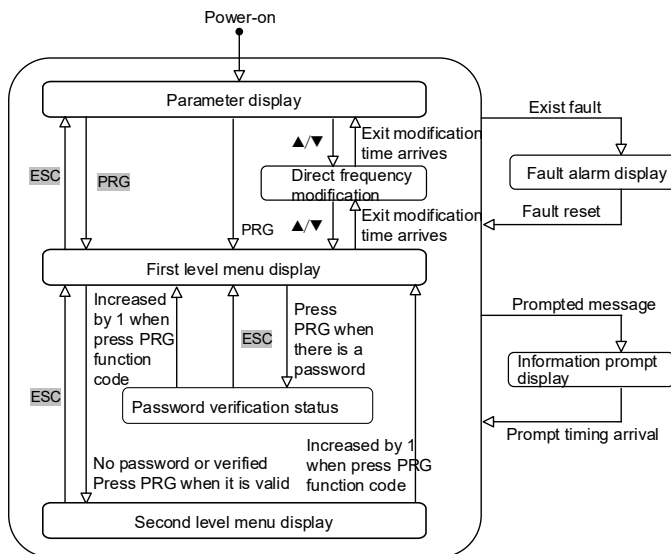 Power-on
Parameter display
Exist fault
▲/▼
Exit modification
time arrives
ESC
PRG
Direct frequency
modification
Fault alarm display
Fault reset
PRG
▲/▼
Exit modification
time arrives
First level menu display
Increased
by 1 when
press PRG
function
code
ESC
Press
PRG when
there is a
password
Prompted message
Information prompt
display
ESC
Password verification status
Prompt timing arrival
No password or verified
Press PRG when it is valid
Increased by 1
when press PRG
function code
Second level menu display